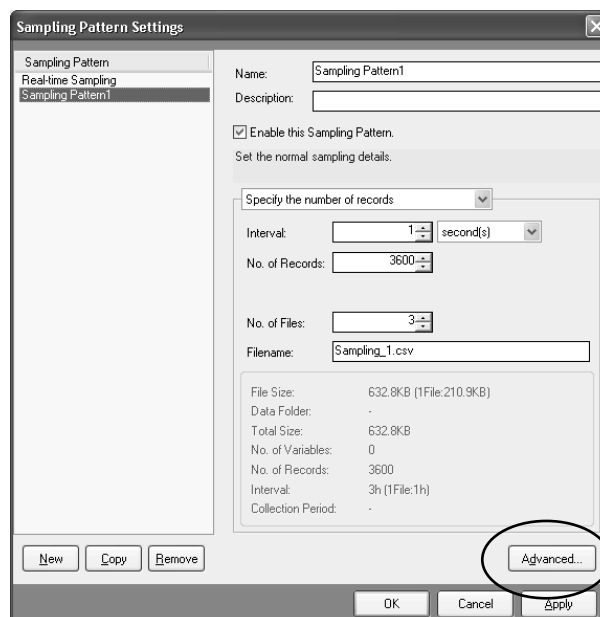 Sampling Pattern Settings
Sampling Pattern
Real-time Sampling
Sampling Pattern1
Name: Sampling Pattern1
Description:
Enable this Sampling Pattern.
Set the normal sampling details.
Specify the number of records
Interval: 1 second(s)
No. of Records: 3600
No. of Files: 3
Filename: Sampling_1.csv
File Size: 632.8KB (1File:210.9KB)
Data Folder: -
Total Size: 632.8KB
No. of Variables: 0
No. of Records: 3600
Interval: 3h (1File:1h)
Collection Period: -
New Copy Remove Advanced...
OK Cancel Apply